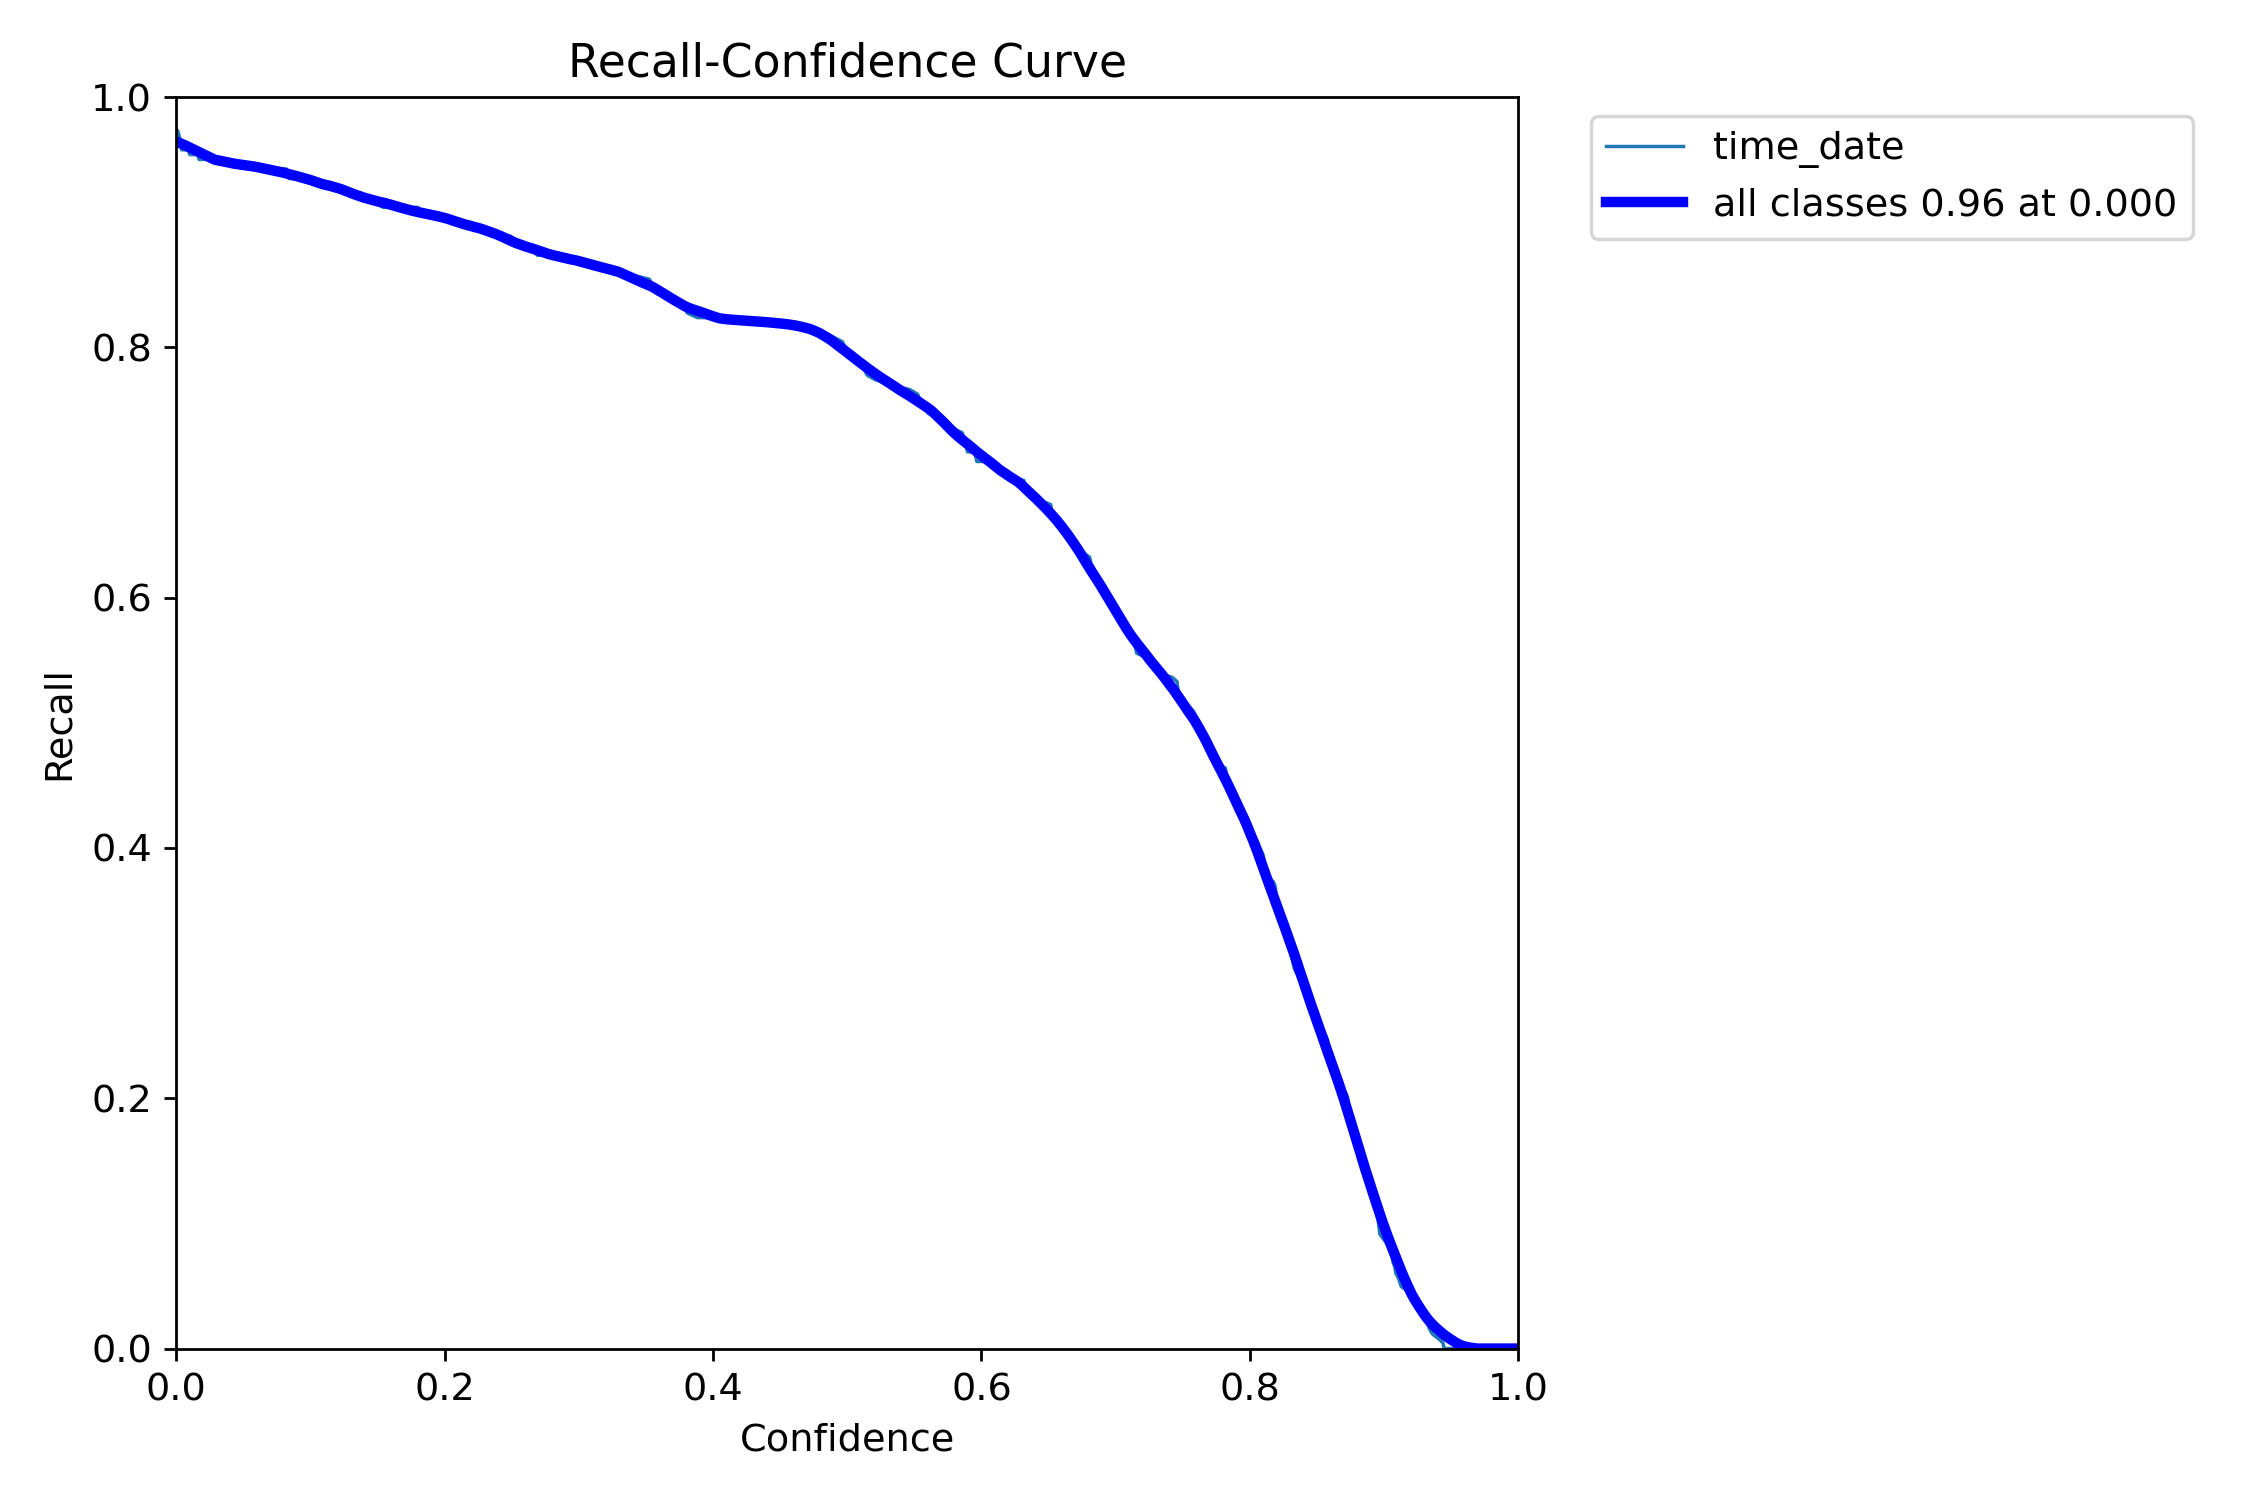 Recall-Confidence Curve
1.0
0.8
0.6
0.4
0.2
0.0
Recall
0.0 0.2 0.4 0.6 0.8 1.0
Confidence
time_date
all classes 0.96 at 0.000